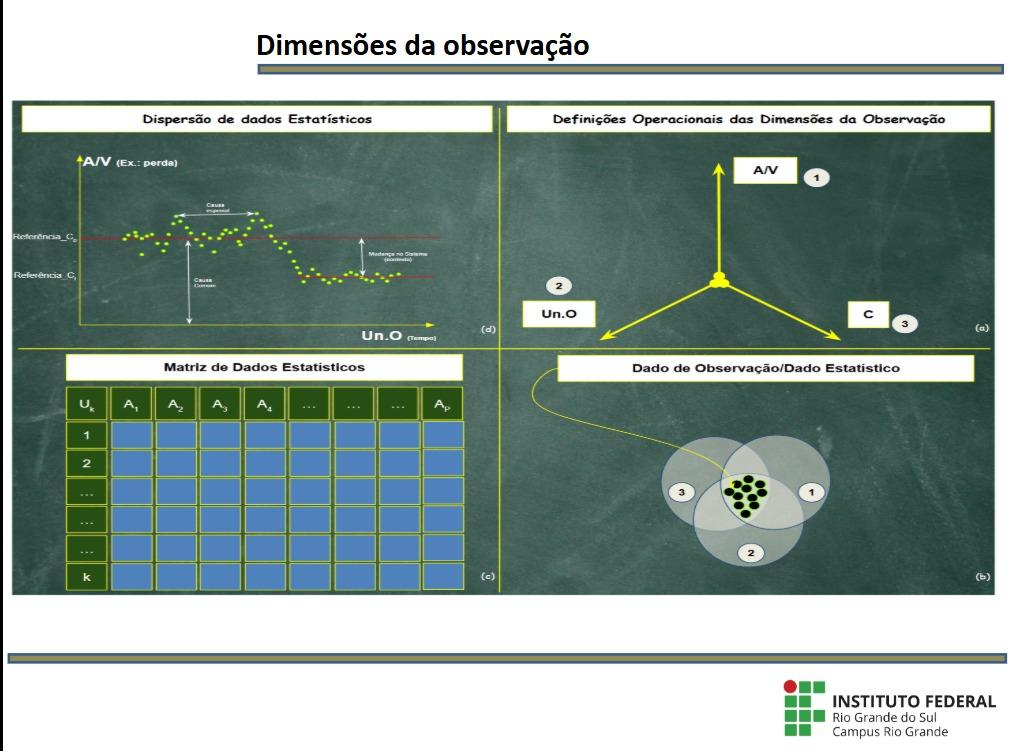 Dimensões da observação
Dispersão de dados Estatísticos
A/V (Ex.: perda)
Causa
especial
Referência_C₀
Mudança no Sistema
(controle)
Referência_C
Causa
Comum
Un.O (Tempo)
(d)
Definições Operacionais das Dimensões da Observação
A/V
1
2
Un.O
C
3
(a)
Matriz de Dados Estatísticos
Uₖ A₁ A₂ A₃ A₄ ... ... ... Aₚ
1
2
...
...
...
k
(c)
Dado de Observação/Dado Estatístico
3
1
2
(b)
INSTITUTO FEDERAL
Rio Grande do Sul
Campus Rio Grande